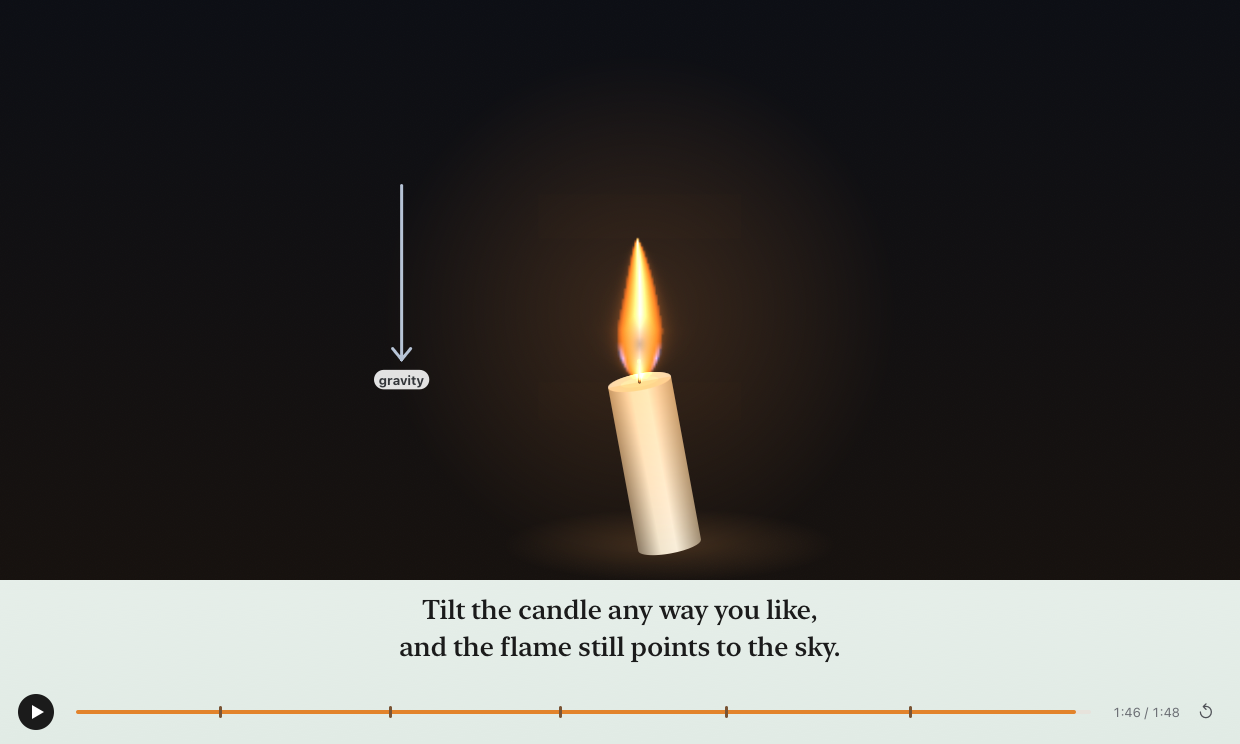 gravity
Tilt the candle any way you like,
and the flame still points to the sky.
1:46 / 1:48